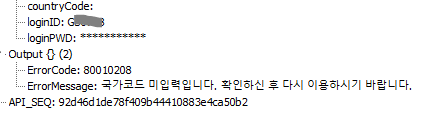 countryCode:
loginID:
loginPWD: ***********
Output {} (2)
ErrorCode: 80010208
ErrorMessage: 국가코드 미입력입니다. 확인하신 후 다시 이용하시기 바랍니다.
API_SEQ: 92d46d1de78f409b44410883e4ca50b2